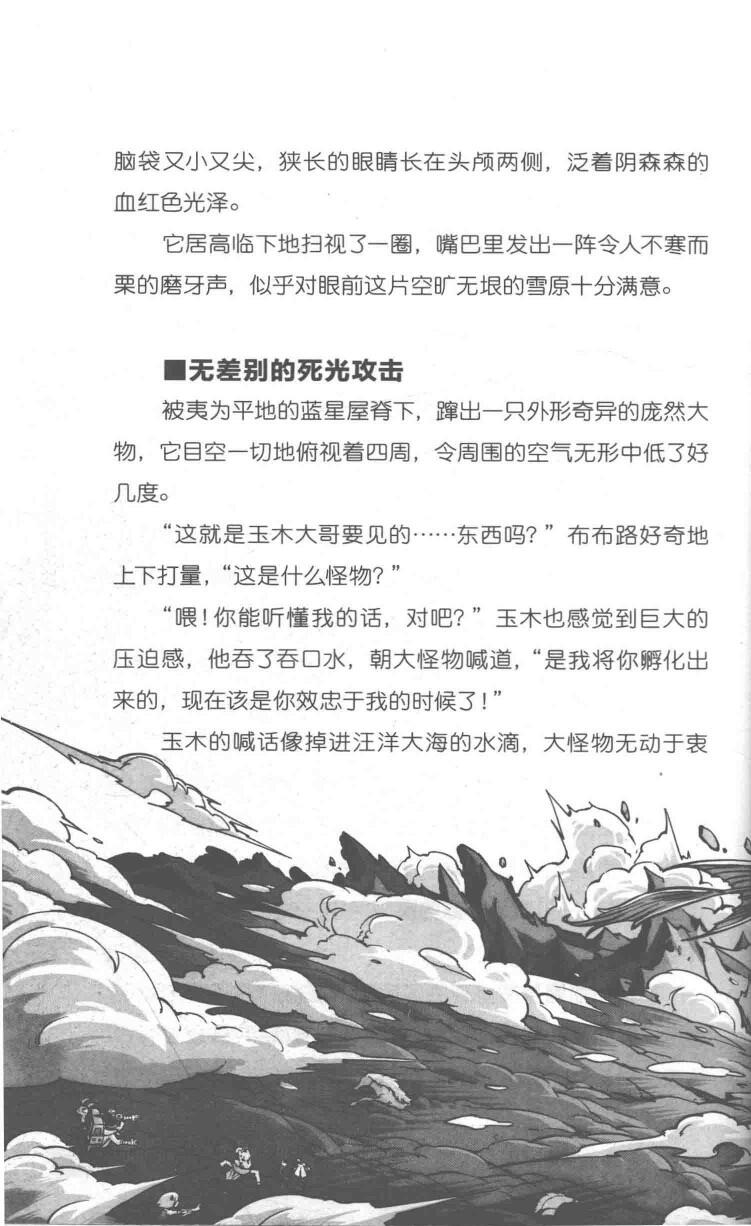 脑袋又小又尖，狭长的眼睛长在头颅两侧，泛着阴森森的
血红色光泽。
它居高临下地扫视了一圈，嘴巴里发出一阵令人不寒而
栗的磨牙声，似乎对眼前这片空旷无垠的雪原十分满意。
■无差别的死光攻击
被夷为平地的蓝星屋脊下，蹿出一只外形奇异的庞然大
物，它目空一切地俯视着四周，令周围的空气无形中低了好
几度。
“这就是玉木大哥要见的……东西吗？”布布路好奇地
上下打量，“这是什么怪物？”
“喂！你能听懂我的话，对吧？”玉木也感觉到巨大的
压迫感，他吞了吞口水，朝大怪物喊道，“是我将你孵化出
来的，现在该是你效忠于我的时候了！”
玉木的喊话像掉进汪洋大海的水滴，大怪物无动于衷